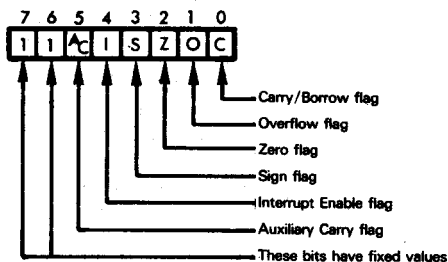 7 6 5 4 3 2 1 0
1 1 AC I S Z O C
Carry/Borrow flag
Overflow flag
Zero flag
Sign flag
Interrupt Enable flag
Auxiliary Carry flag
These bits have fixed values